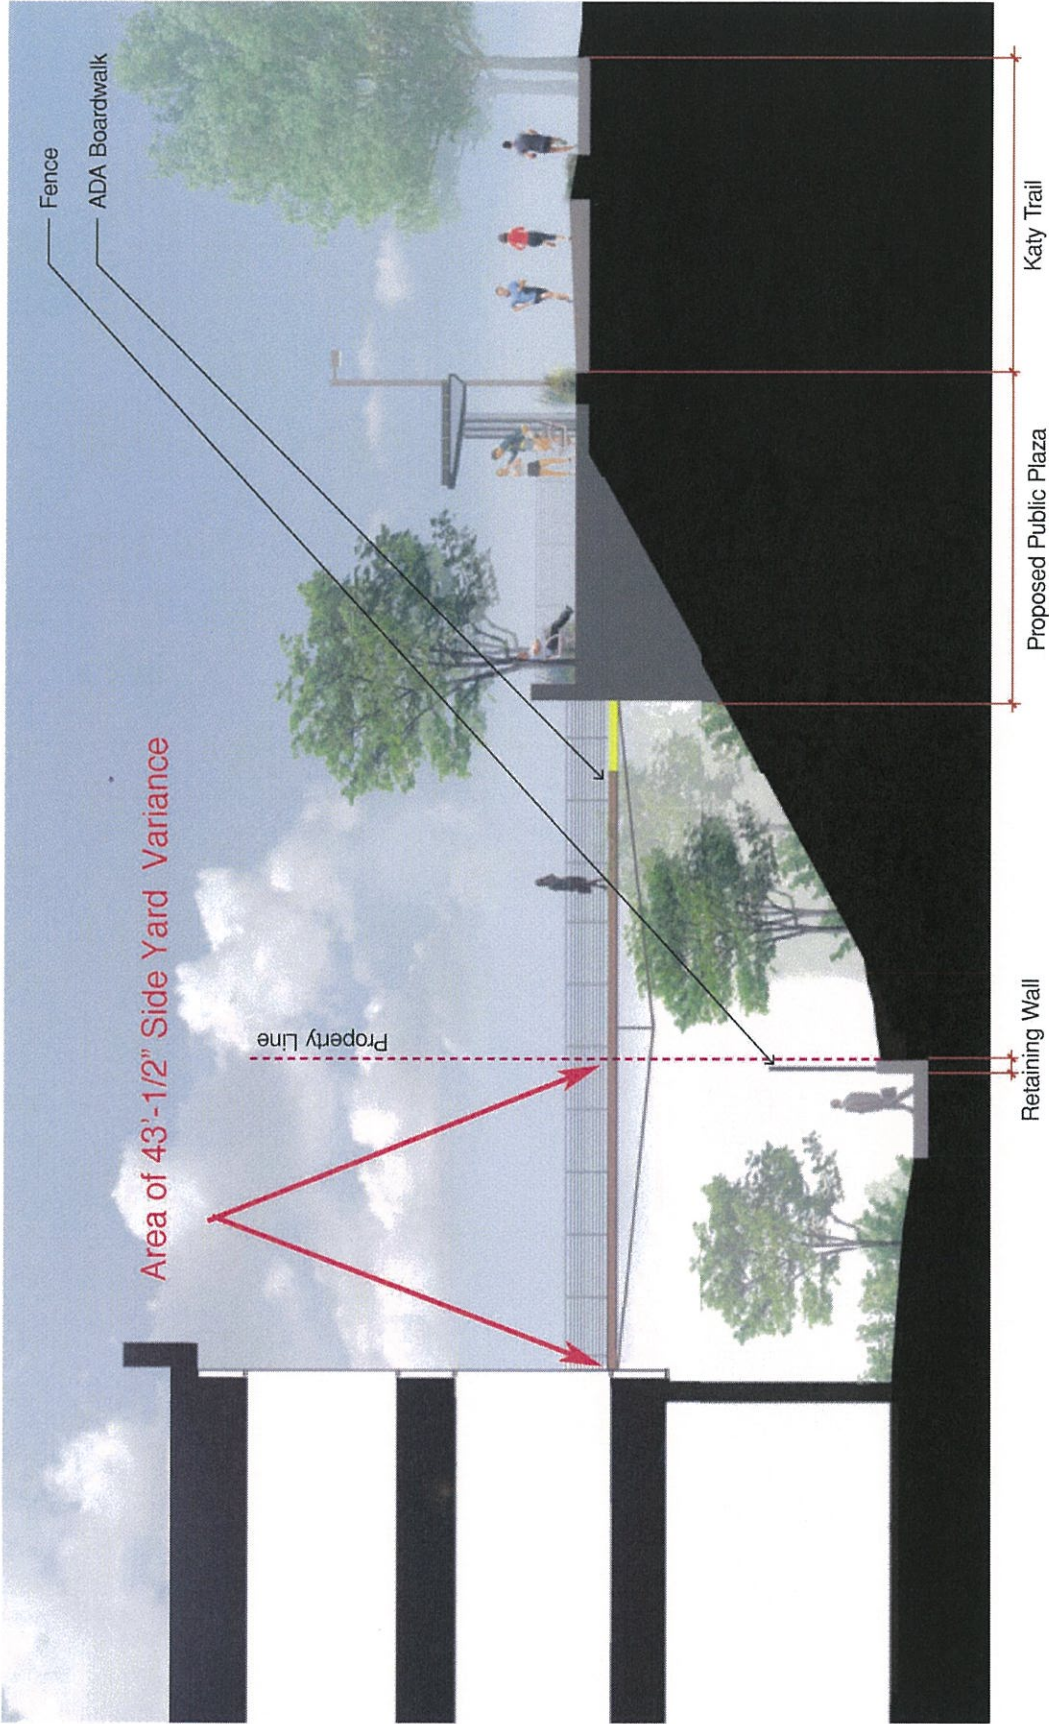 Fence
ADA Boardwalk
Area of 43'-1/2" Side Yard Variance
Property Line
Retaining Wall
Proposed Public Plaza
Katy Trail